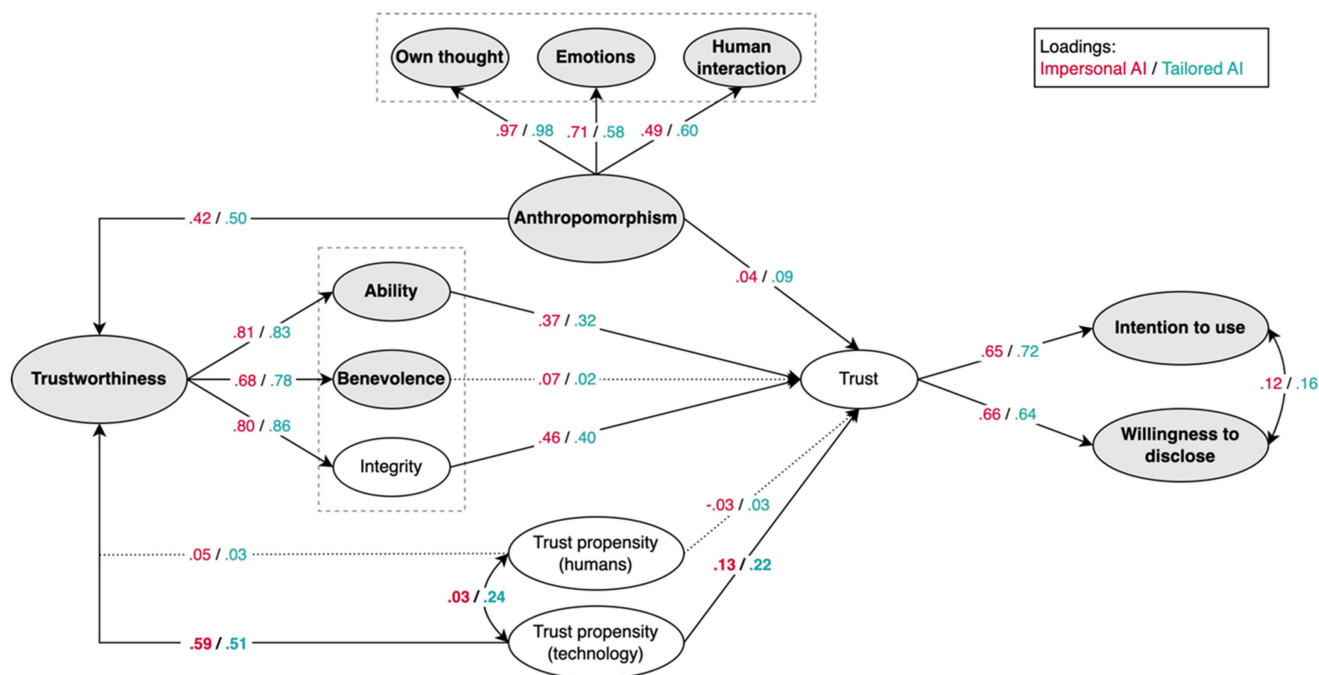 Own thought
Emotions
Human
interaction
Loadings:
Impersonal AI / Tailored AI
.97 / .98
.71 / .58
.49 / .60
Anthropomorphism
.42 / .50
.04 / .09
Ability
.81 / .83
.37 / .32
Trustworthiness
.68 / .78
Benevolence
.07 / .02
Trust
.65 / .72
Intention to use
.12 / .16
.80 / .86
Integrity
.46 / .40
.66 / .64
Willingness to
disclose
-.03 / .03
.05 / .03
Trust propensity
(humans)
.13 / .22
.03 / .24
.59 / .51
Trust propensity
(technology)